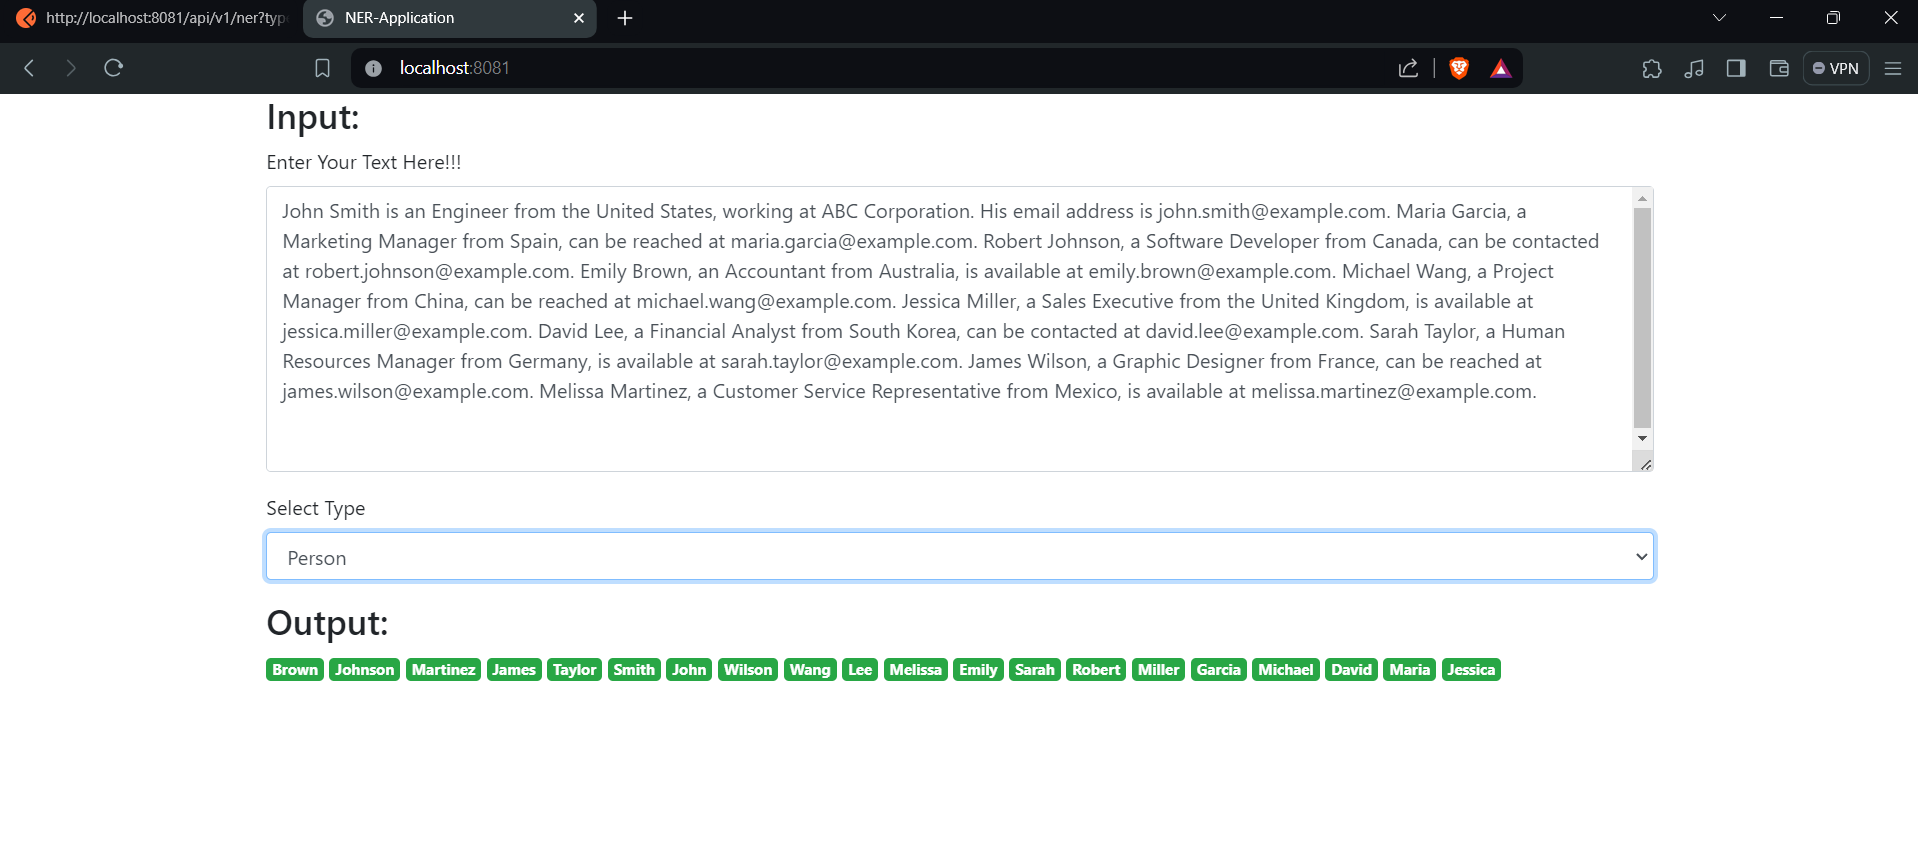 http://localhost:8081/api/v1/ner?typ
NER-Application
localhost:8081
VPN
Input:
Enter Your Text Here!!!
John Smith is an Engineer from the United States, working at ABC Corporation. His email address is john.smith@example.com. Maria Garcia, a
Marketing Manager from Spain, can be reached at maria.garcia@example.com. Robert Johnson, a Software Developer from Canada, can be contacted
at robert.johnson@example.com. Emily Brown, an Accountant from Australia, is available at emily.brown@example.com. Michael Wang, a Project
Manager from China, can be reached at michael.wang@example.com. Jessica Miller, a Sales Executive from the United Kingdom, is available at
jessica.miller@example.com. David Lee, a Financial Analyst from South Korea, can be contacted at david.lee@example.com. Sarah Taylor, a Human
Resources Manager from Germany, is available at sarah.taylor@example.com. James Wilson, a Graphic Designer from France, can be reached at
james.wilson@example.com. Melissa Martinez, a Customer Service Representative from Mexico, is available at melissa.martinez@example.com.
Select Type
Person
Output:
Brown Johnson Martinez James Taylor Smith John Wilson Wang Lee Melissa Emily Sarah Robert Miller Garcia Michael David Maria Jessica